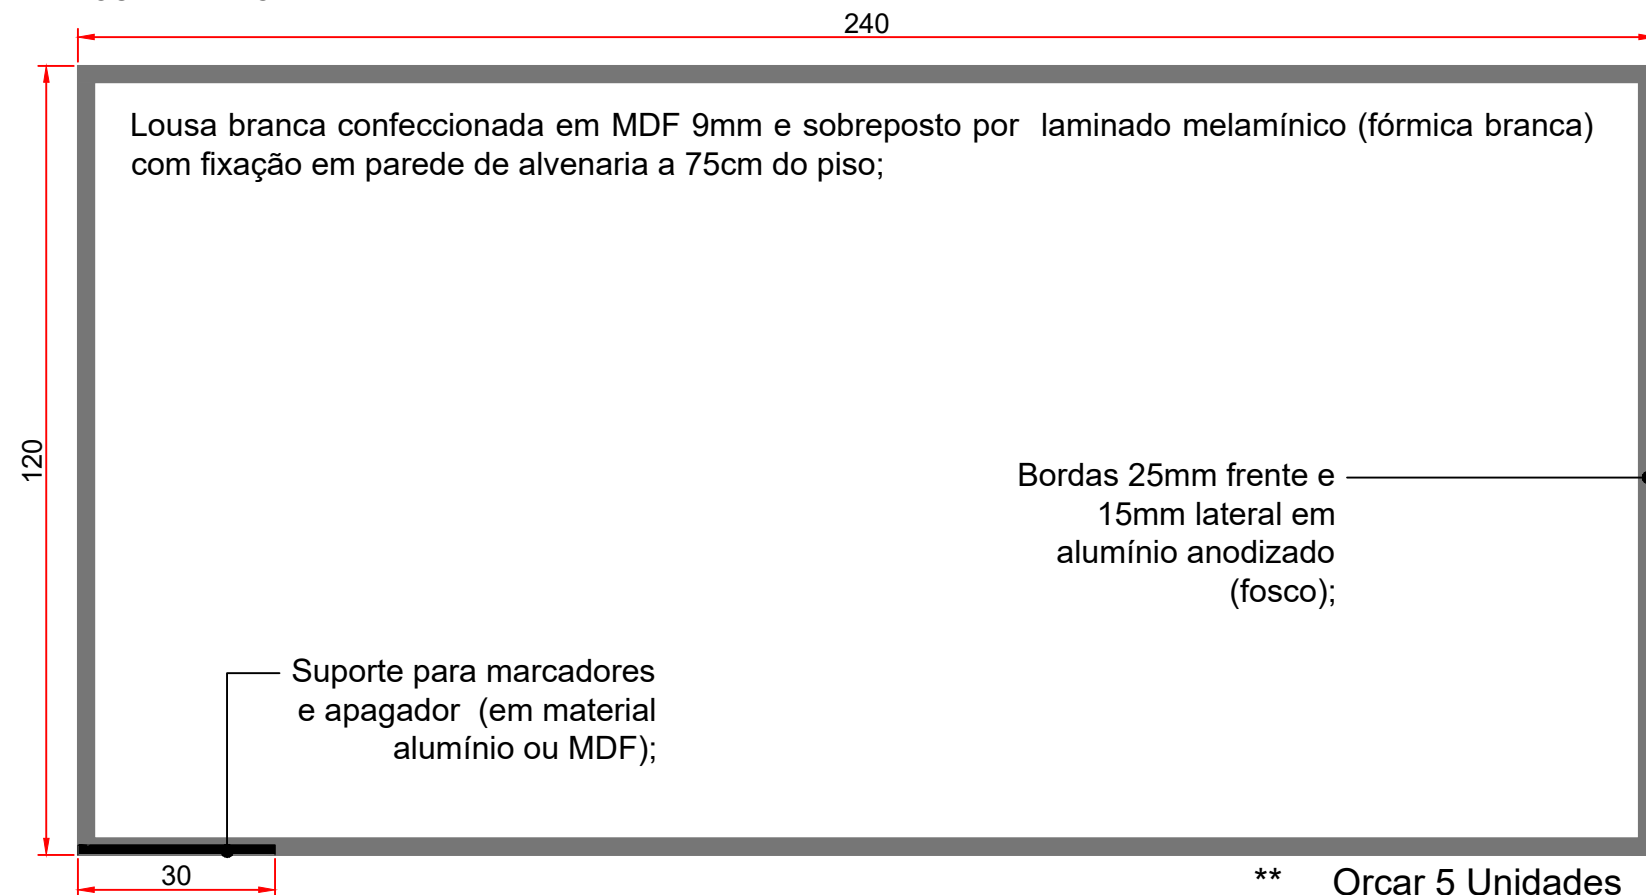 240
Lousa branca confeccionada em MDF 9mm e sobreposto por laminado melamínico (fórmica branca)
com fixação em parede de alvenaria a 75cm do piso;
120
Bordas 25mm frente e
15mm lateral em
alumínio anodizado
(fosco);
Suporte para marcadores
e apagador (em material
alumínio ou MDF);
30
** Orcar 5 Unidades